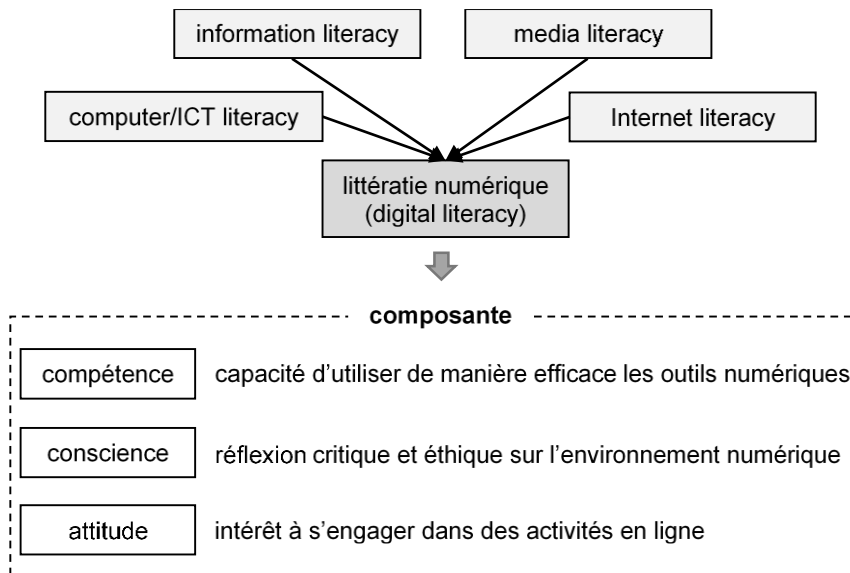 information literacy
media literacy
computer/ICT literacy
Internet literacy
littératie numérique
(digital literacy)
composante
compétence
capacité d'utiliser de manière efficace les outils numériques
conscience
réflexion critique et éthique sur l'environnement numérique
attitude
intérêt à s'engager dans des activités en ligne